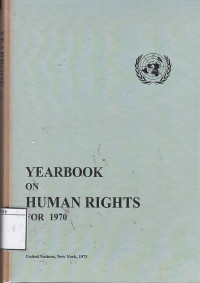 YEARBOOK
ON
HUMAN RIGHTS
FOR 1970
United Nations, New York, 1973